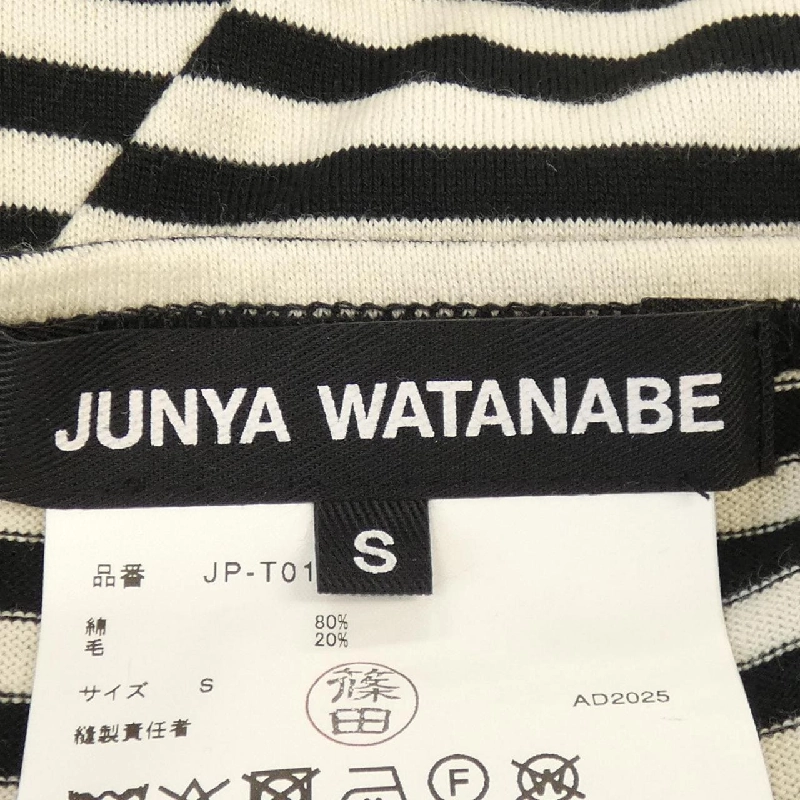 JUNYA WATANABE
S
品番 JP-T01
綿 80%
毛 20%
サイズ S
縫製責任者
篠田
AD2025
F
W